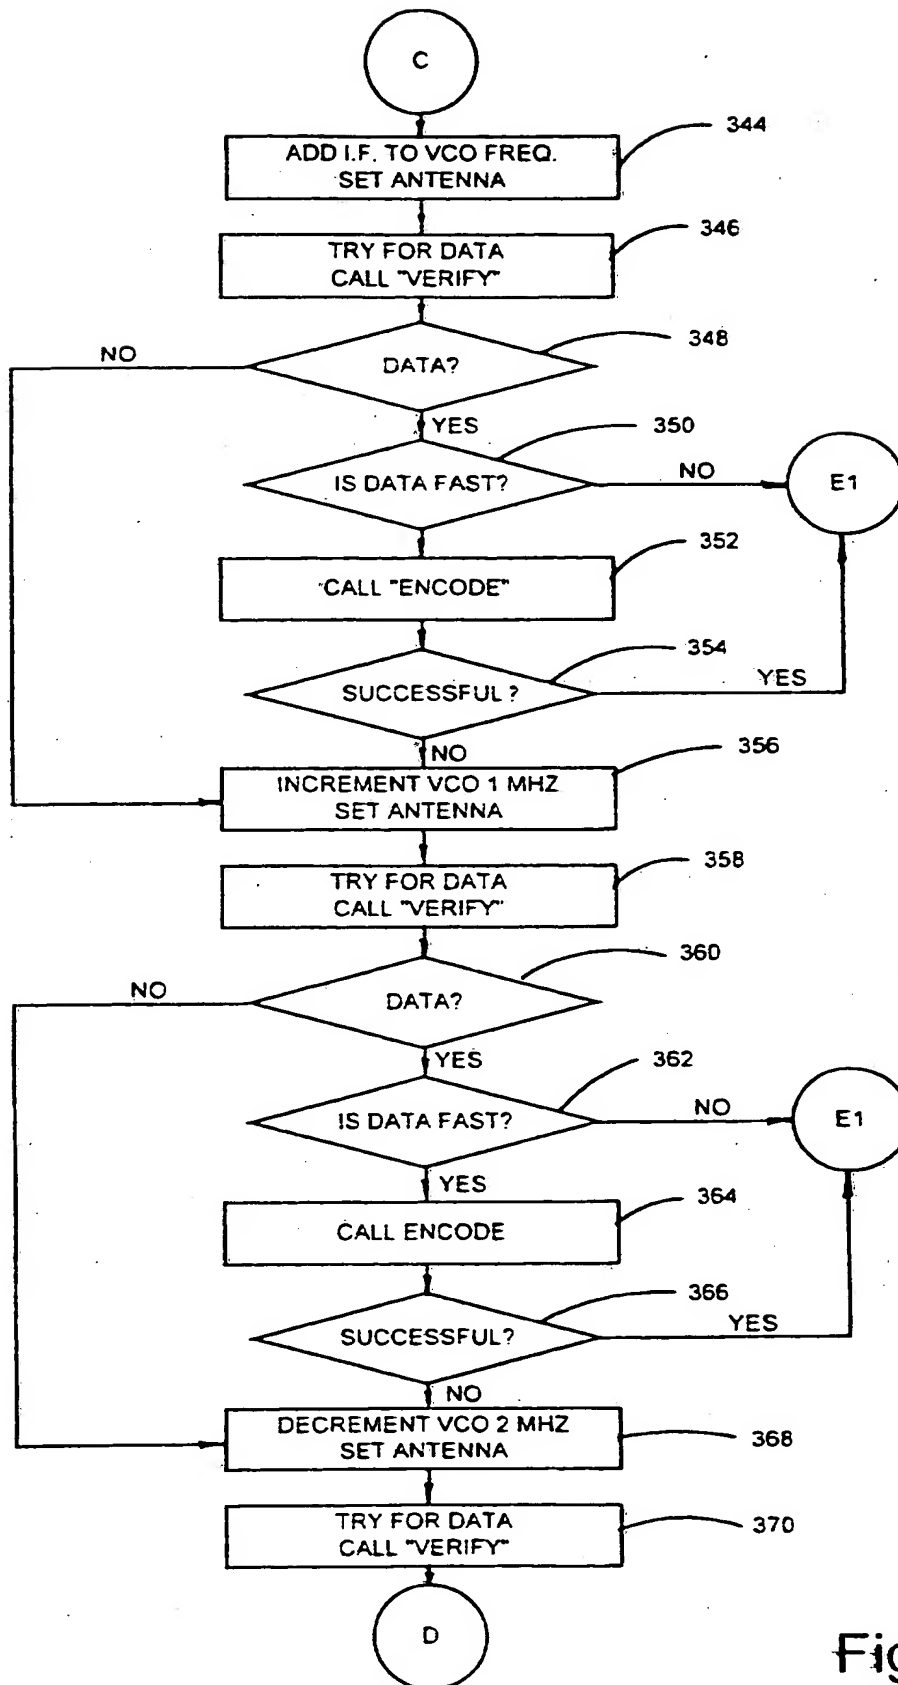 C
ADD I.F. TO VCO FREQ.
SET ANTENNA
344
TRY FOR DATA
CALL "VERIFY"
346
DATA?
348
NO
YES
IS DATA FAST?
350
NO
E1
CALL "ENCODE"
352
SUCCESSFUL?
354
YES
NO
INCREMENT VCO 1 MHZ
SET ANTENNA
356
TRY FOR DATA
CALL "VERIFY"
358
DATA?
360
NO
YES
IS DATA FAST?
362
NO
E1
YES
CALL ENCODE
364
SUCCESSFUL?
366
YES
NO
DECREMENT VCO 2 MHZ
SET ANTENNA
368
TRY FOR DATA
CALL "VERIFY"
370
D
Fig